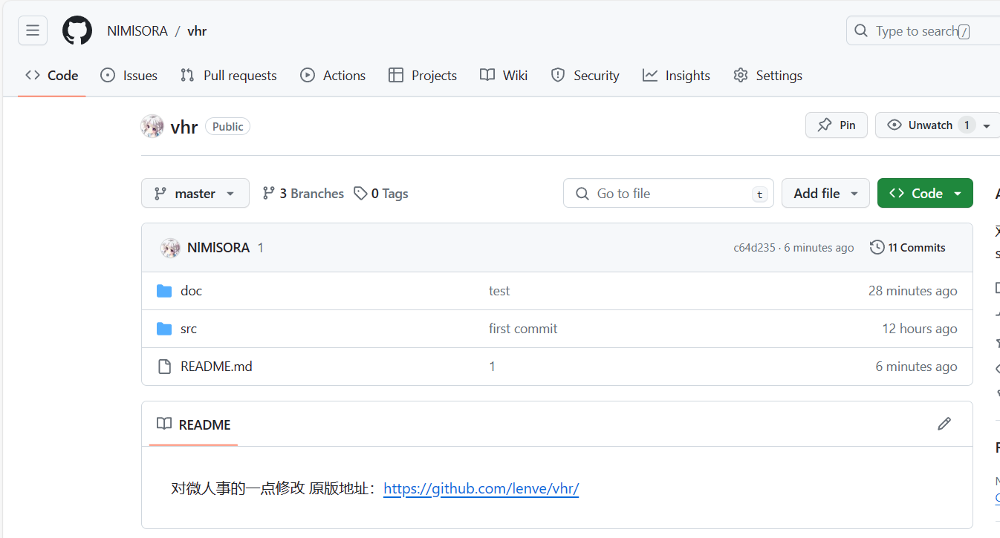 NIMISORA / vhr
Type to search /
Code Issues Pull requests Actions Projects Wiki Security Insights Settings
vhr Public Pin Unwatch 1
master 3 Branches 0 Tags Go to file t Add file Code
NIMISORA 1 c64d235 · 6 minutes ago 11 Commits
doc test 28 minutes ago
src first commit 12 hours ago
README.md 1 6 minutes ago
README
对微人事的一点修改 原版地址：https://github.com/lenve/vhr/